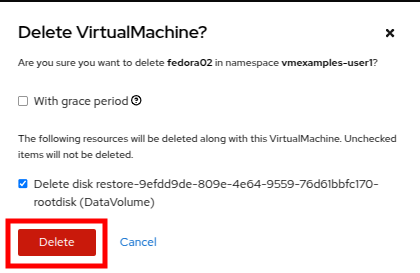 Delete VirtualMachine?
Are you sure you want to delete fedora02 in namespace vmexamples-user1?
With grace period
The following resources will be deleted along with this VirtualMachine. Unchecked
items will not be deleted.
Delete disk restore-9efdd9de-809e-4e64-9559-76d61bbfc170-
rootdisk (DataVolume)
Delete Cancel